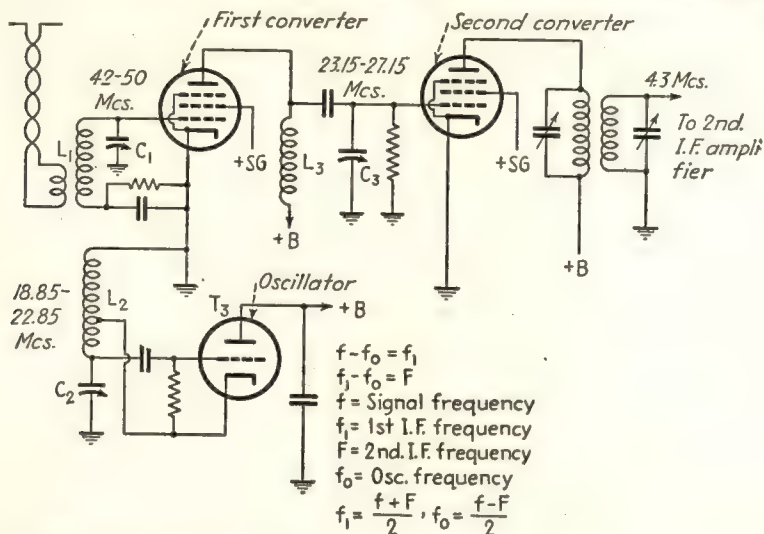 First converter
Second converter
42-50
Mcs.
23.15-27.15
Mcs.
4.3 Mcs.
To 2nd.
I.F. ampli-
fier
L₁
C₁
+SG
L₃
C₃
+SG
+B
+B
18.85-
22.85
Mcs.
L₂
T₃
Oscillator
+B
C₂
f-f₀ = f₁
f₁-f₀ = F
f = Signal frequency
f₁ = 1st I.F. frequency
F = 2nd. I.F. frequency
f₀ = Osc. frequency
f₁ = f+F/2 , f₀ = f-F/2